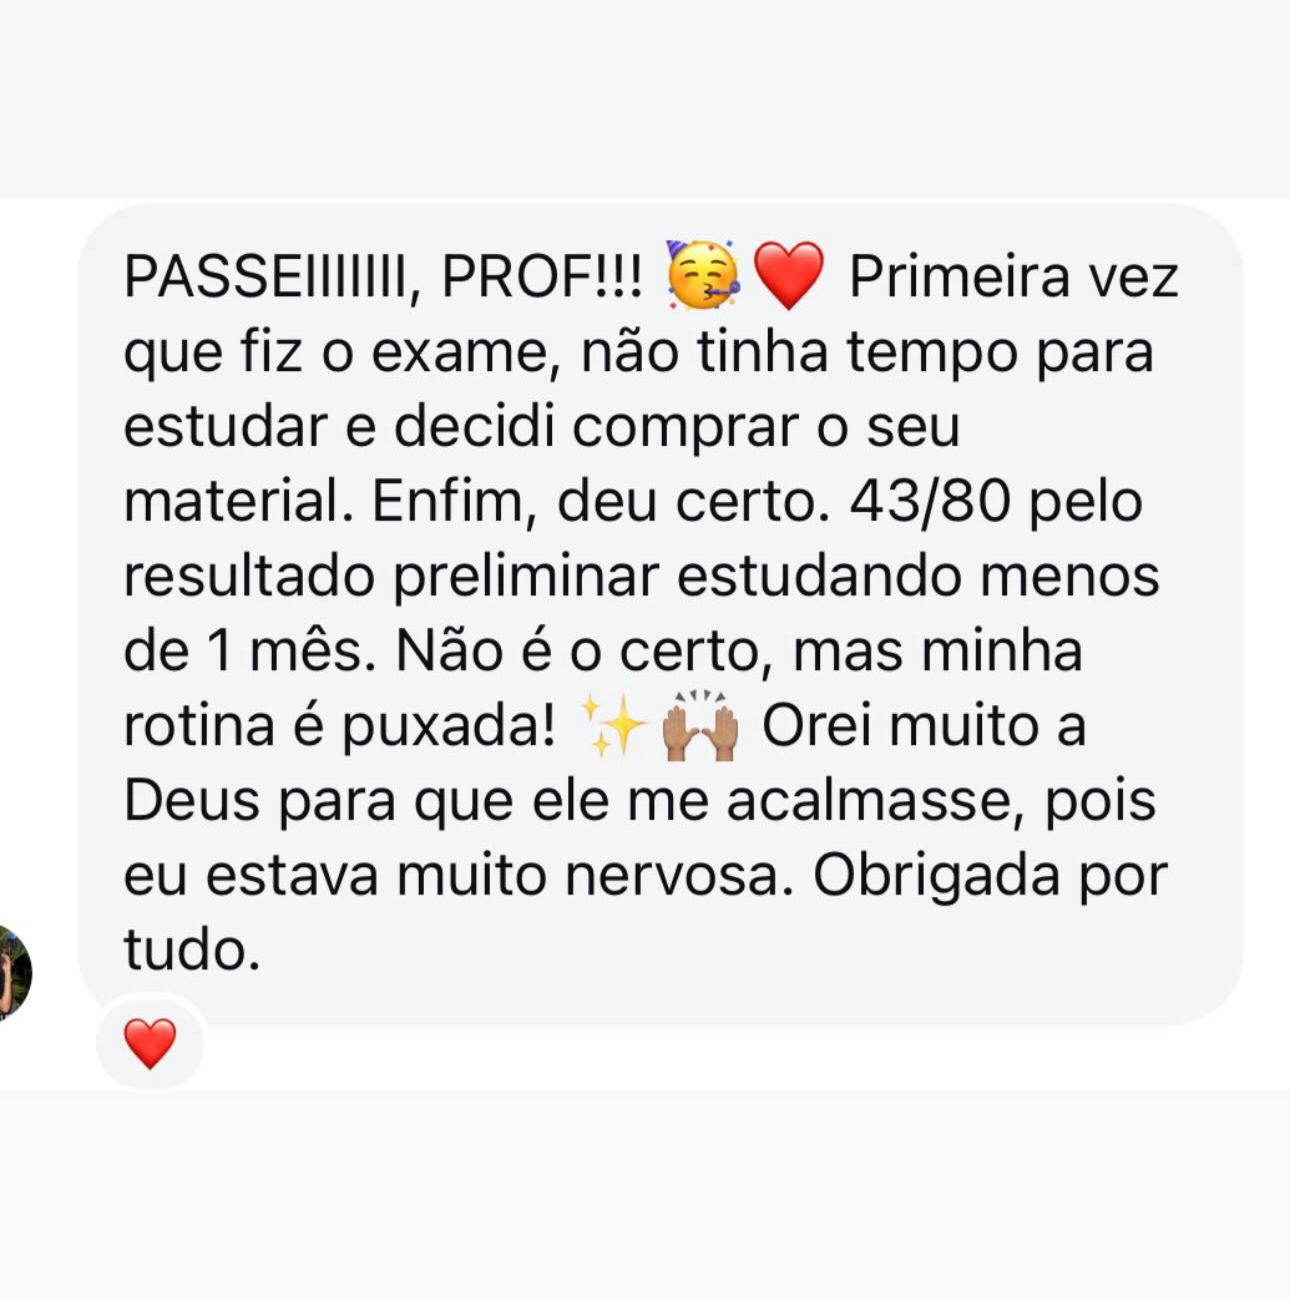 PASSEIIIIIIII, PROF!!! 🥳❤️ Primeira vez
que fiz o exame, não tinha tempo para
estudar e decidi comprar o seu
material. Enfim, deu certo. 43/80 pelo
resultado preliminar estudando menos
de 1 mês. Não é o certo, mas minha
rotina é puxada! ✨🙌🏽 Orei muito a
Deus para que ele me acalmasse, pois
eu estava muito nervosa. Obrigada por
tudo.
❤️